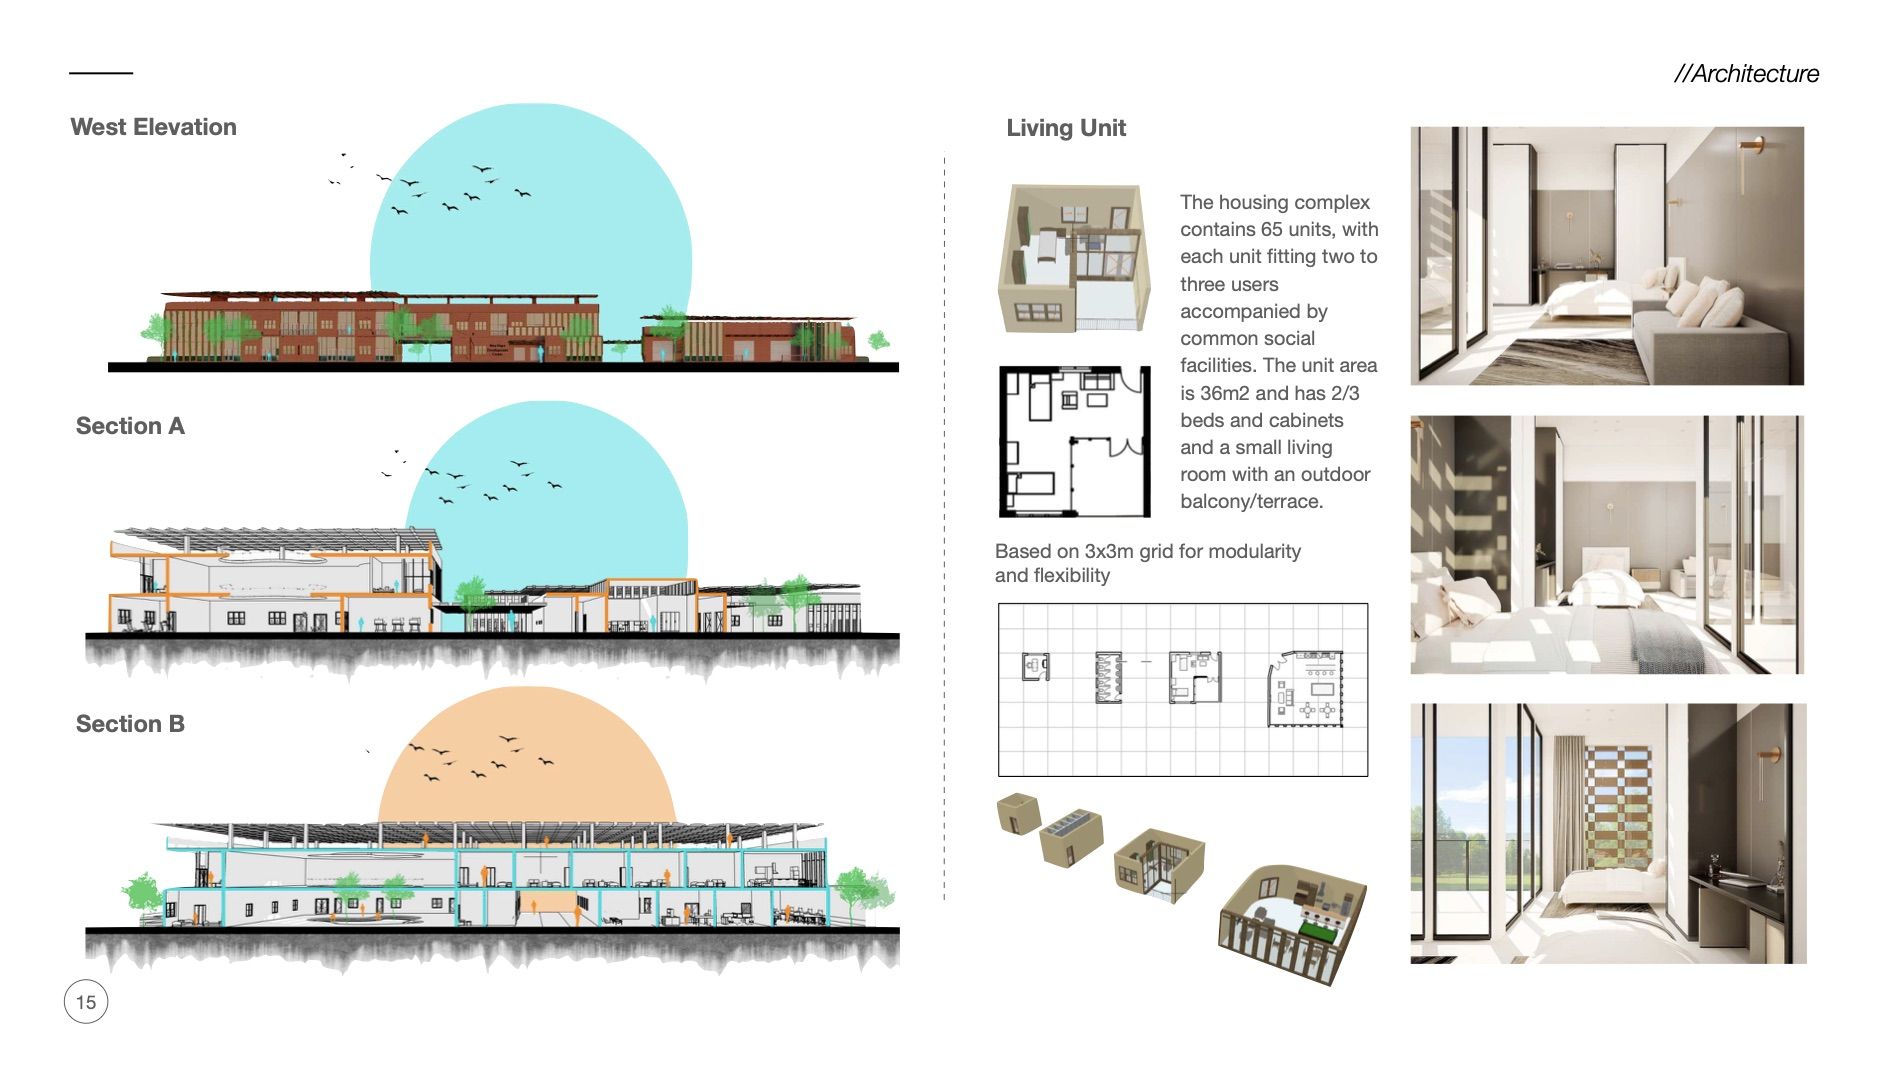 //Architecture
West Elevation
Section A
Section B
15
Living Unit
The housing complex
contains 65 units, with
each unit fitting two to
three users
accompanied by
common social
facilities. The unit area
is 36m2 and has 2/3
beds and cabinets
and a small living
room with an outdoor
balcony/terrace.
Based on 3x3m grid for modularity
and flexibility